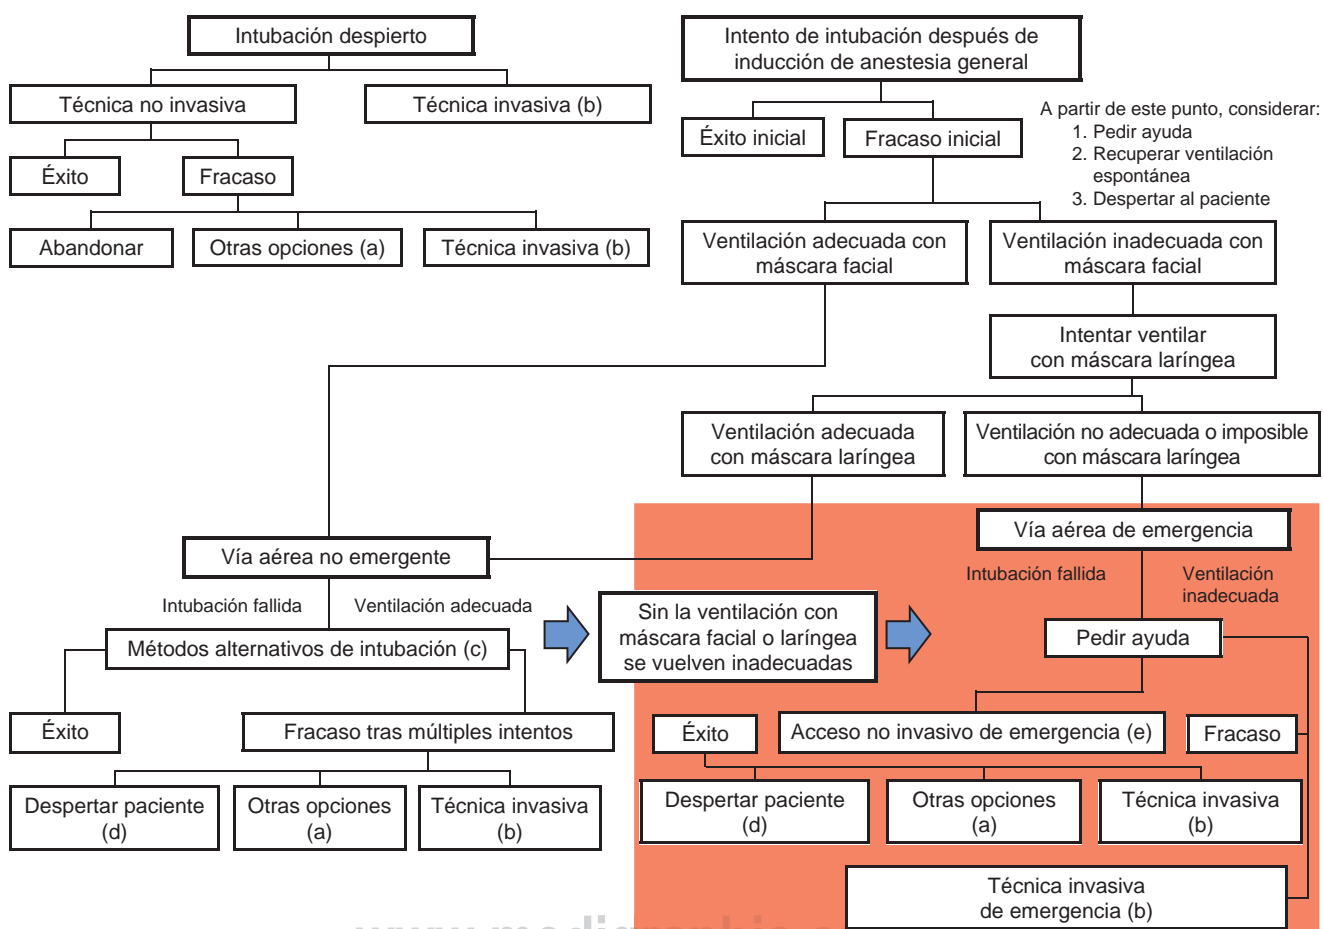 Intubación despierto
Técnica no invasiva
Técnica invasiva (b)
Éxito
Fracaso
Abandonar
Otras opciones (a)
Técnica invasiva (b)
Intento de intubación después de
inducción de anestesia general
Éxito inicial
Fracaso inicial
A partir de este punto, considerar:
1. Pedir ayuda
2. Recuperar ventilación
espontánea
3. Despertar al paciente
Ventilación adecuada con
máscara facial
Ventilación inadecuada con
máscara facial
Intentar ventilar
con máscara laríngea
Ventilación adecuada
con máscara laríngea
Ventilación no adecuada o imposible
con máscara laríngea
Vía aérea no emergente
Intubación fallida
Ventilación adecuada
Métodos alternativos de intubación (c)
Éxito
Fracaso tras múltiples intentos
Despertar paciente
(d)
Otras opciones
(a)
Técnica invasiva
(b)
Sin la ventilación con
máscara facial o laríngea
se vuelven inadecuadas
Vía aérea de emergencia
Intubación fallida
Ventilación
inadecuada
Pedir ayuda
Éxito
Acceso no invasivo de emergencia (e)
Fracaso
Despertar paciente
(d)
Otras opciones
(a)
Técnica invasiva
(b)
Técnica invasiva
de emergencia (b)